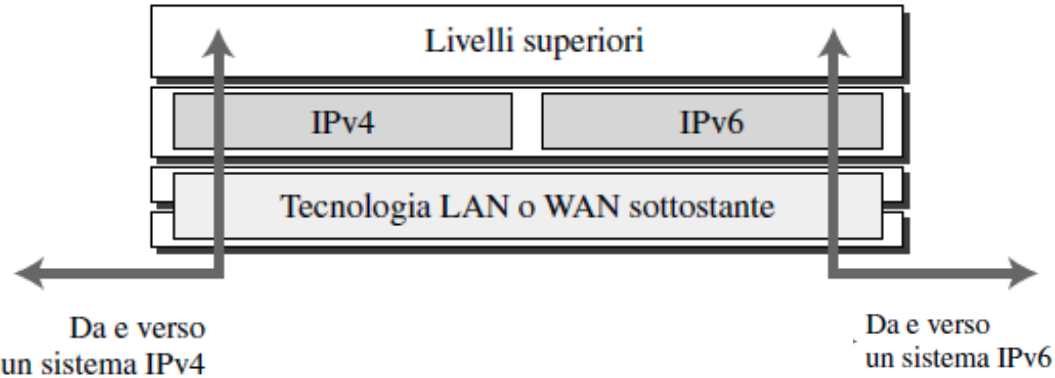 Livelli superiori
IPv4
IPv6
Tecnologia LAN o WAN sottostante
Da e verso
un sistema IPv4
Da e verso
un sistema IPv6